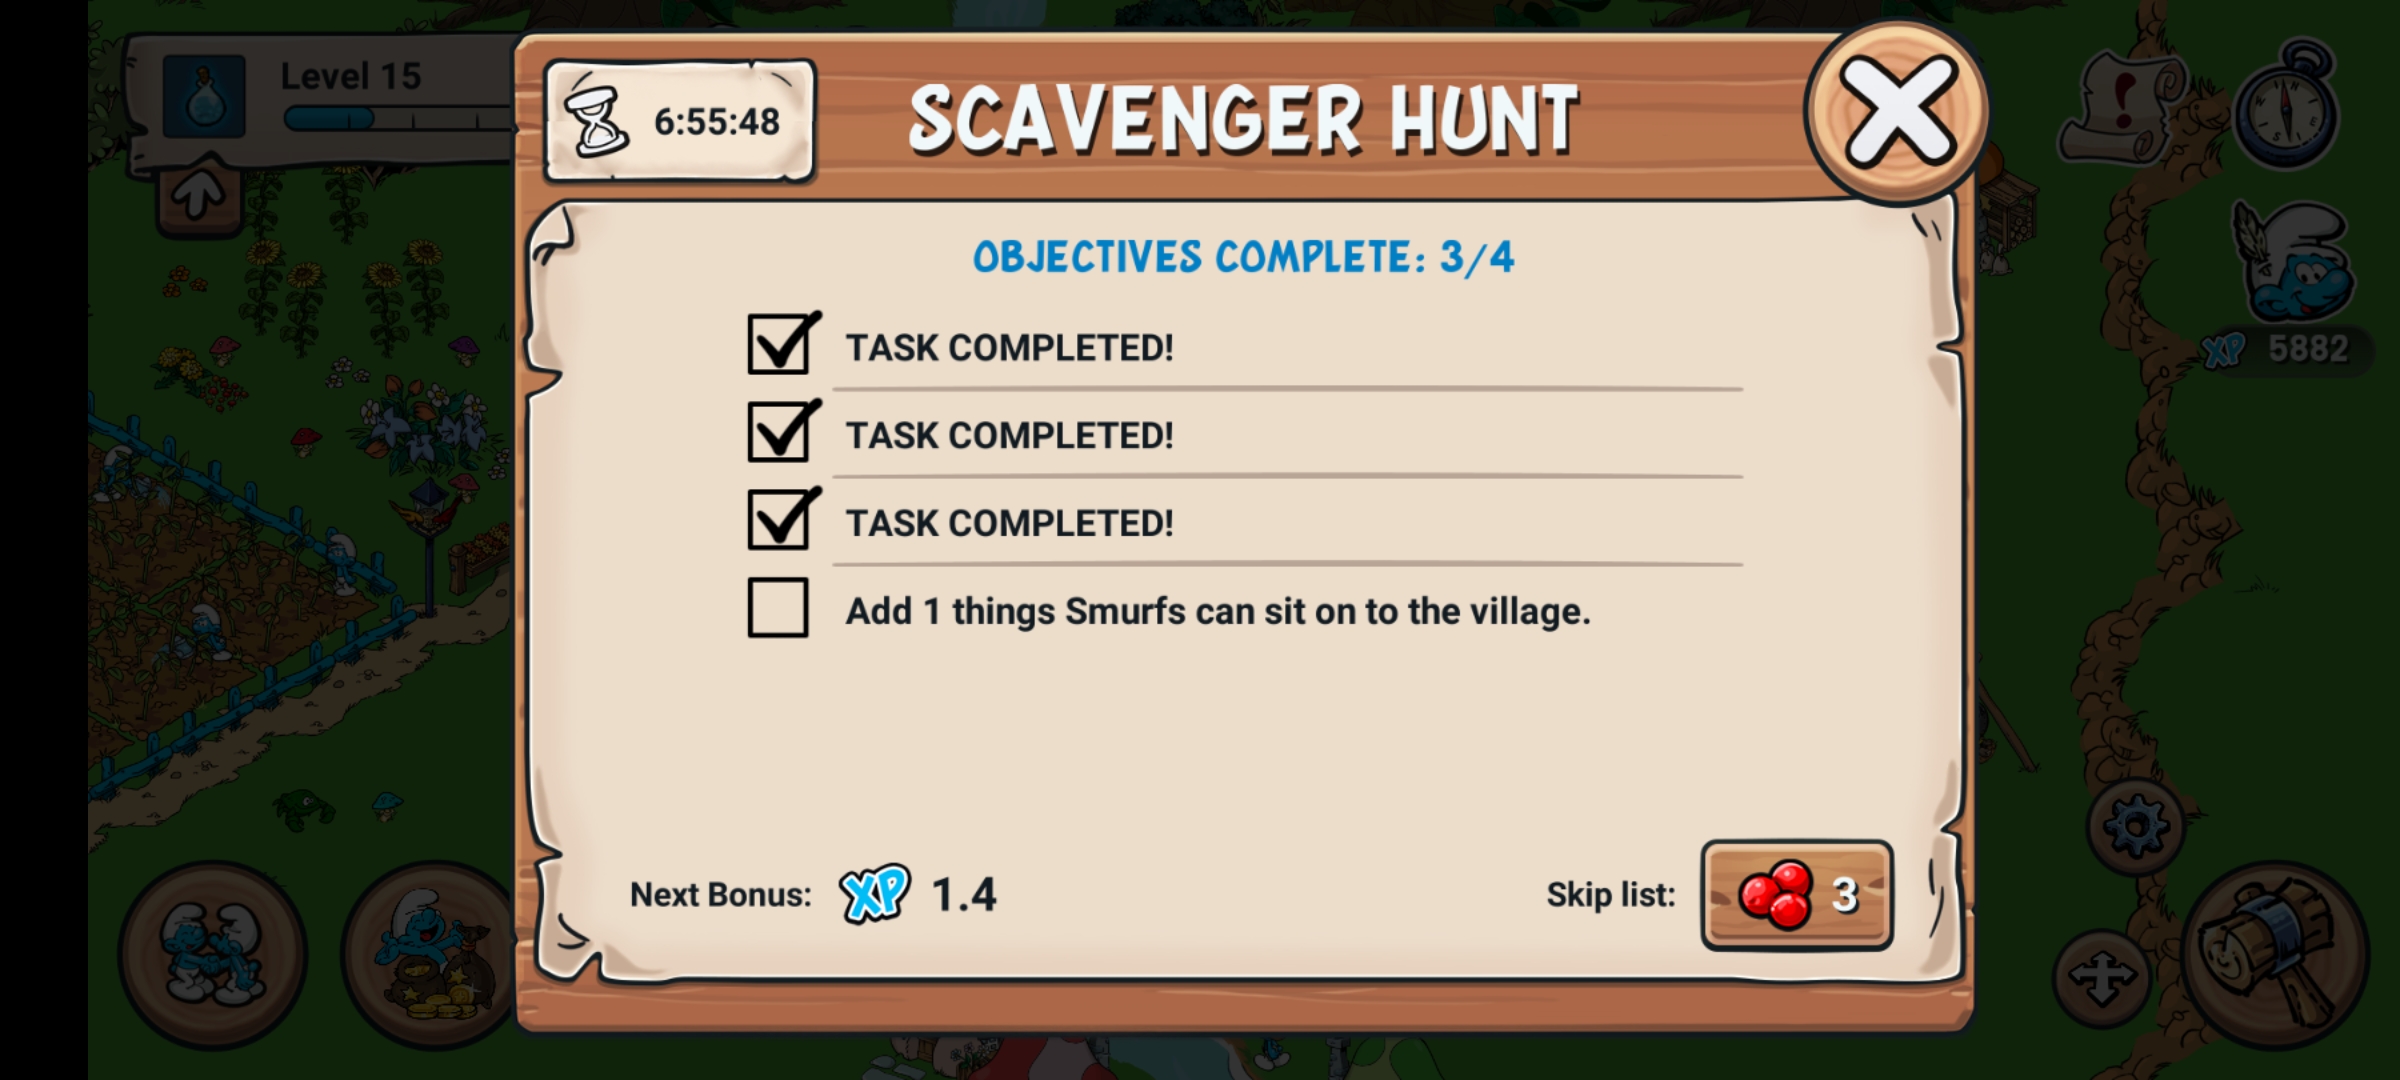 Level 15
6:55:48
SCAVENGER HUNT
OBJECTIVES COMPLETE: 3/4
TASK COMPLETED!
TASK COMPLETED!
TASK COMPLETED!
Add 1 things Smurfs can sit on to the village.
XP 5882
Next Bonus: XP 1.4
Skip list: 3